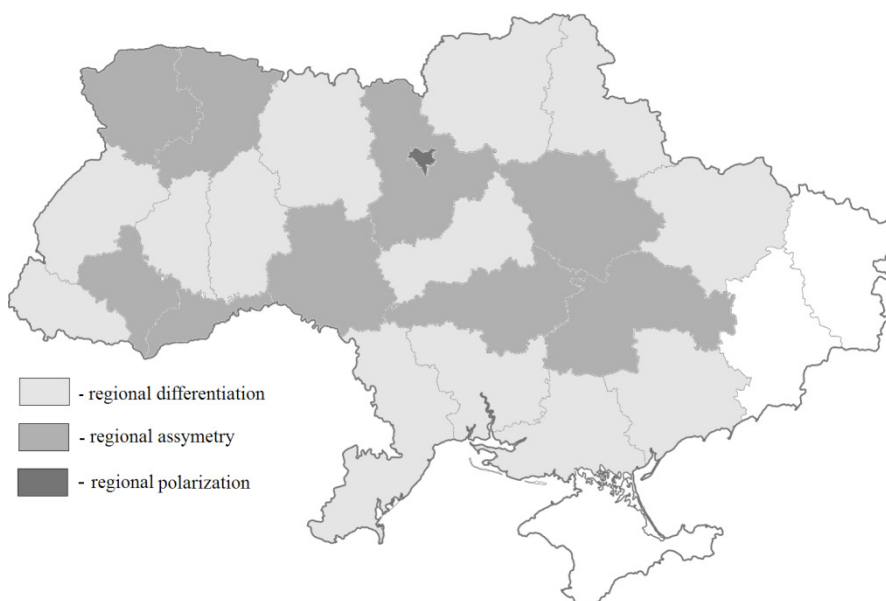 - regional differentiation
- regional assymetry
- regional polarization